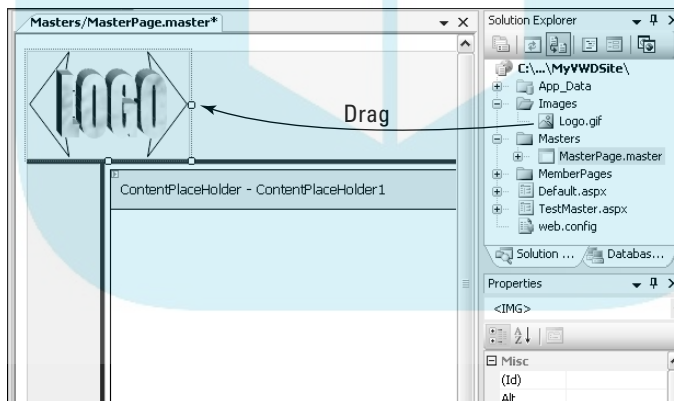 Masters/MasterPage.master*
LOGO
Drag
ContentPlaceHolder - ContentPlaceHolder1
Solution Explorer
C:\...\MyVWDSite\
App_Data
Images
Logo.gif
Masters
MasterPage.master
MemberPages
Default.aspx
TestMaster.aspx
web.config
Solution ...
Databas...
Properties
<IMG>
Misc
(Id)
Alt